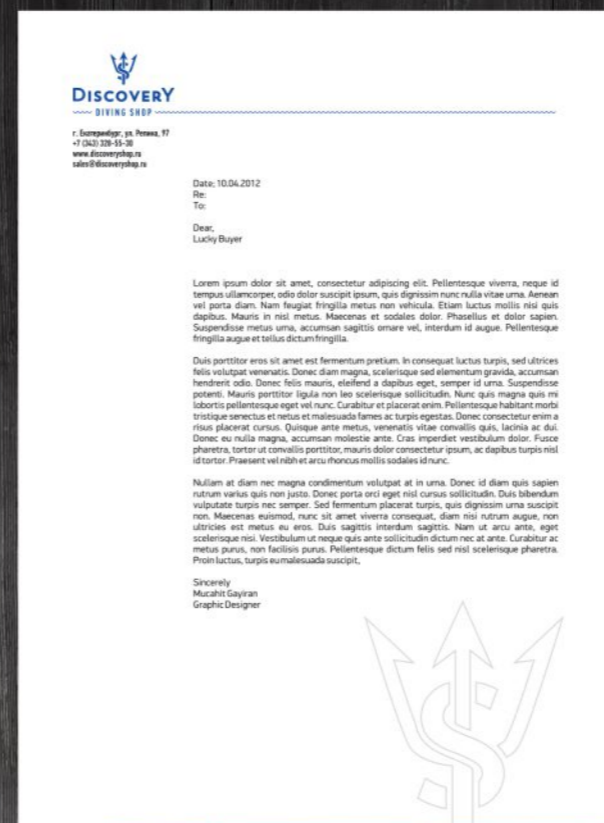 DISCOVERY
DIVING SHOP
г. Екатеринбург, ул. Репина, 97
+7 (343) 320-55-30
www.discoveryshop.ru
sales@discoveryshop.ru
Date; 10.04.2012
Re:
To:
Dear,
Lucky Buyer
Lorem ipsum dolor sit amet, consectetur adipiscing elit. Pellentesque viverra, neque id
tempus ullamcorper, odio dolor suscipit ipsum, quis dignissim nunc nulla vitae urna. Aenean
vel porta diam. Nam feugiat fringilla metus non vehicula. Etiam luctus mollis nisi quis
dapibus. Mauris in nisl metus. Maecenas et sodales dolor. Phasellus et dolor sapien.
Suspendisse metus urna, accumsan sagittis ornare vel, interdum id augue. Pellentesque
fringilla augue et tellus dictum fringilla.
Duis porttitor eros sit amet est fermentum pretium. In consequat luctus turpis, sed ultrices
felis volutpat venenatis. Donec diam magna, scelerisque sed elementum gravida, accumsan
hendrerit odio. Donec felis mauris, eleifend a dapibus eget, semper id urna. Suspendisse
potenti. Mauris porttitor ligula non leo scelerisque sollicitudin. Nunc quis magna quis mi
lobortis pellentesque eget vel nunc. Curabitur et placerat enim. Pellentesque habitant morbi
tristique senectus et netus et malesuada fames ac turpis egestas. Donec consectetur enim a
risus placerat cursus. Quisque ante metus, venenatis vitae convallis quis, lacinia ac dui.
Donec eu nulla magna, accumsan molestie ante. Cras imperdiet vestibulum dolor. Fusce
pharetra, tortor ut convallis porttitor, mauris dolor consectetur ipsum, ac dapibus turpis nisl
id tortor. Praesent vel nibh et arcu rhoncus mollis sodales id nunc.
Nullam at diam nec magna condimentum volutpat at in urna. Donec id diam quis sapien
rutrum varius quis non justo. Donec porta orci eget nisl cursus sollicitudin. Duis bibendum
vulputate turpis nec semper. Sed fermentum placerat turpis, quis dignissim urna suscipit
non. Maecenas euismod, nunc sit amet viverra consequat, diam nisi rutrum augue, non
ultricies est metus eu eros. Duis sagittis interdum sagittis. Nam ut arcu ante, eget
scelerisque nisi. Vestibulum ut neque quis ante sollicitudin dictum nec at ante. Curabitur ac
metus purus, non facilisis purus. Pellentesque dictum felis sed nisl scelerisque pharetra.
Proin luctus, turpis eu malesuada suscipit,
Sincerely
Mucahit Gayiran
Graphic Designer